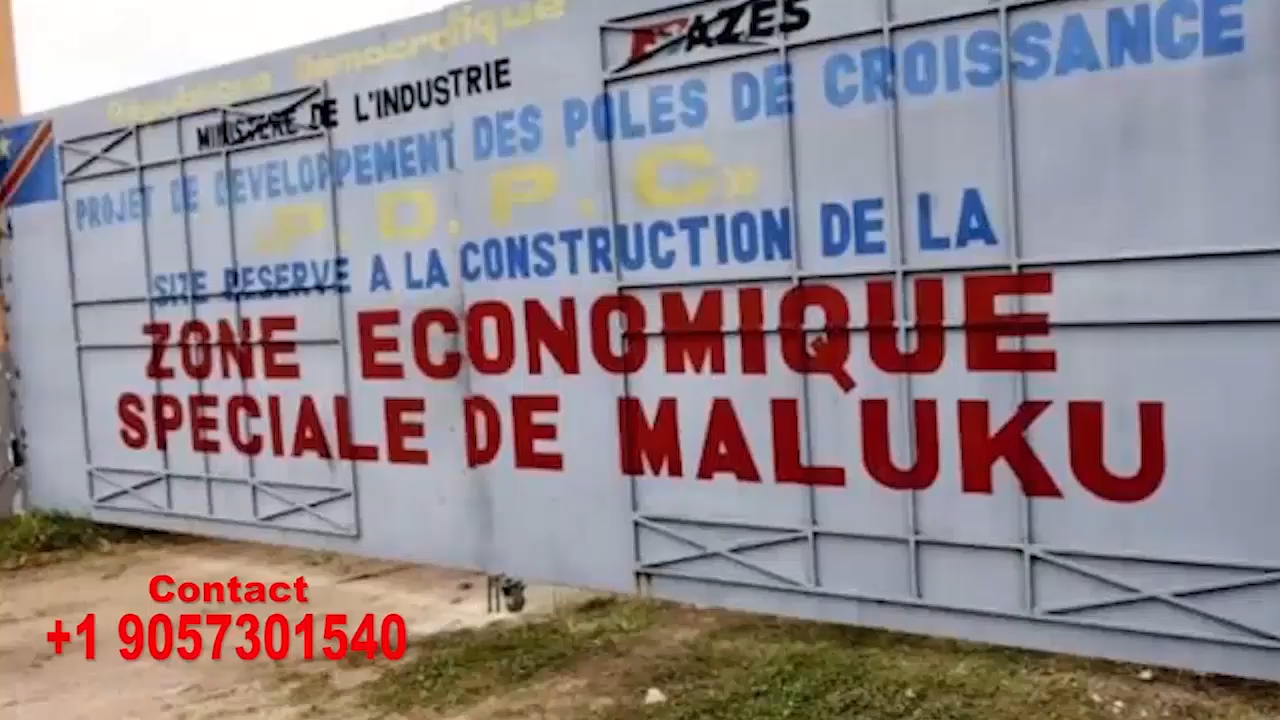 République Démocratique
AZES
MINISTERE DE L'INDUSTRIE
PROJET DE DEVELOPPEMENT DES POLES DE CROISSANCE
P.D.P.C»
SITE RESERVE A LA CONSTRUCTION DE LA
ZONE ECONOMIQUE
SPECIALE DE MALUKU
Contact
+1 9057301540